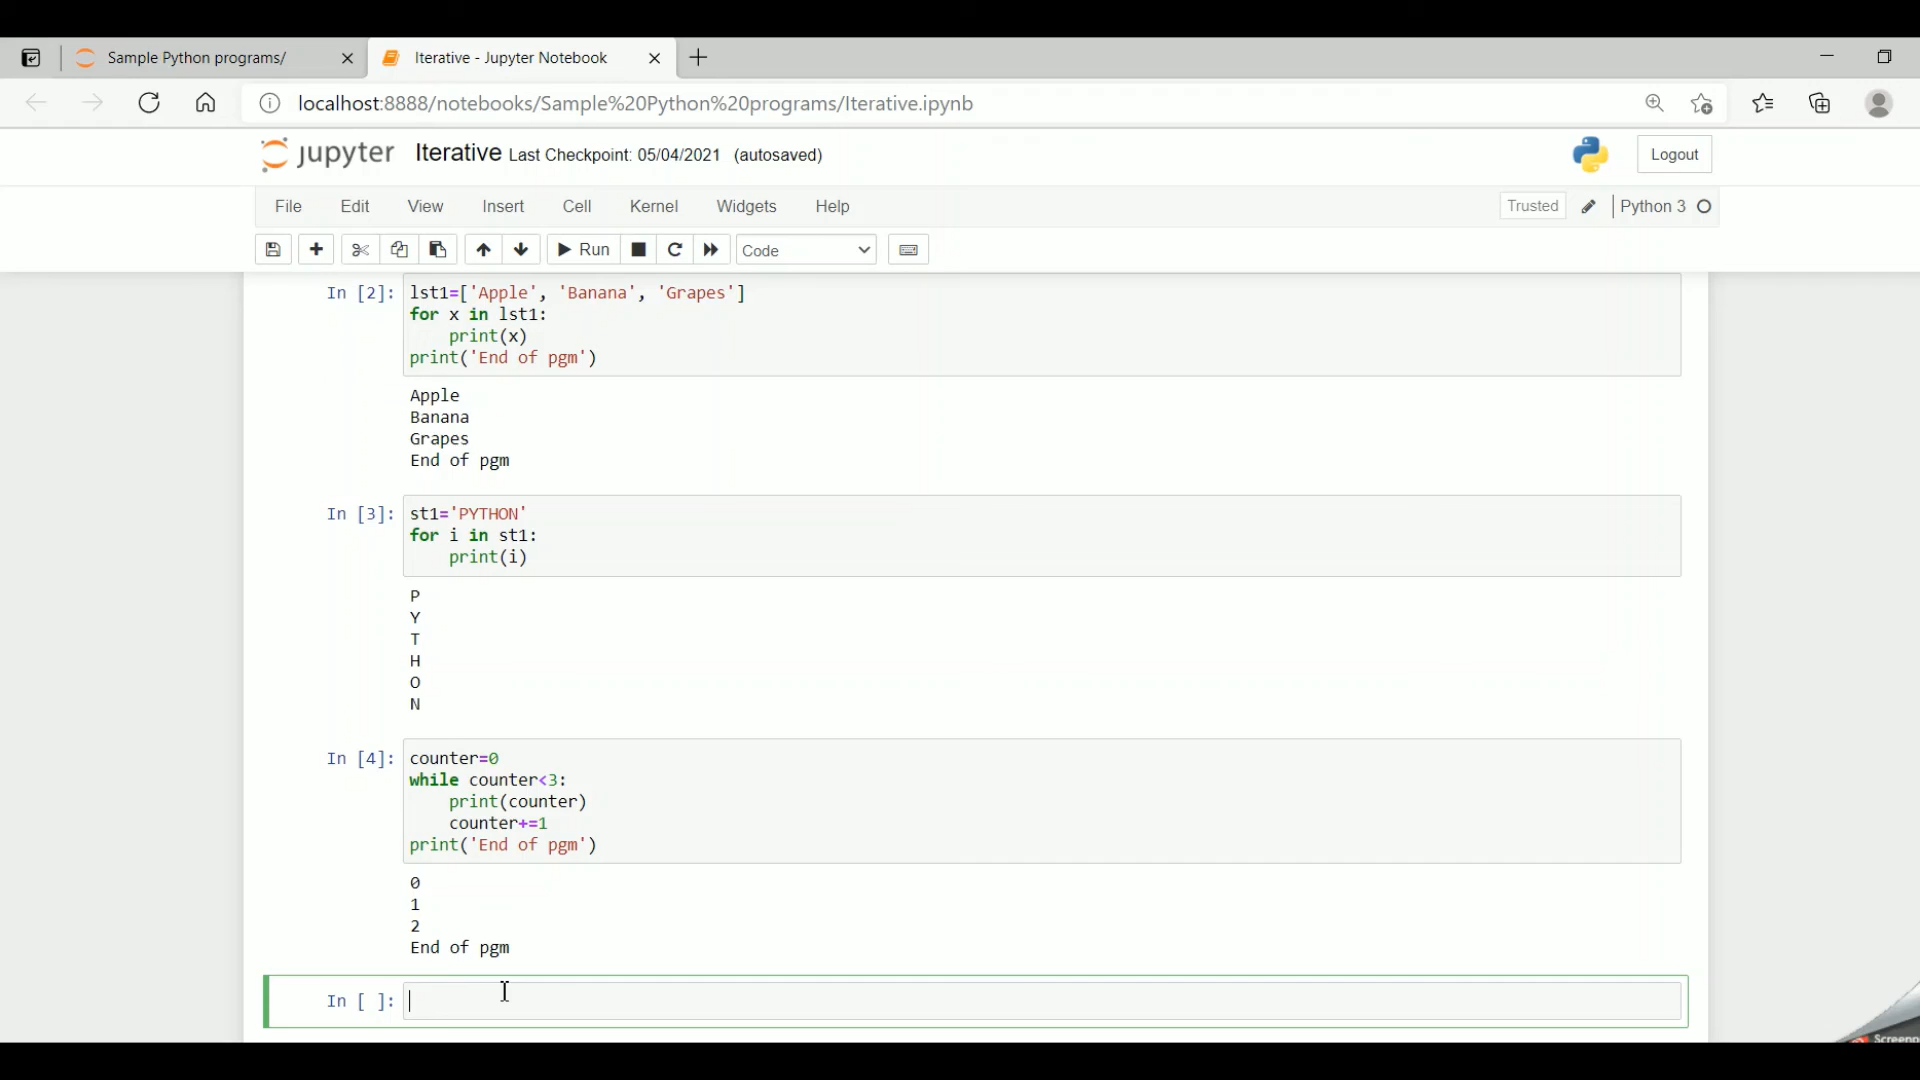 Sample Python programs/
Iterative - Jupyter Notebook
localhost:8888/notebooks/Sample%20Python%20programs/Iterative.ipynb
jupyter Iterative Last Checkpoint: 05/04/2021 (autosaved)
Logout
File Edit View Insert Cell Kernel Widgets Help
Trusted Python 3
Run Code
In [2]: lst1=['Apple', 'Banana', 'Grapes']
for x in lst1:
    print(x)
print('End of pgm')
Apple
Banana
Grapes
End of pgm
In [3]: st1='PYTHON'
for i in st1:
    print(i)
P
Y
T
H
O
N
In [4]: counter=0
while counter<3:
    print(counter)
    counter+=1
print('End of pgm')
0
1
2
End of pgm
In [ ]: